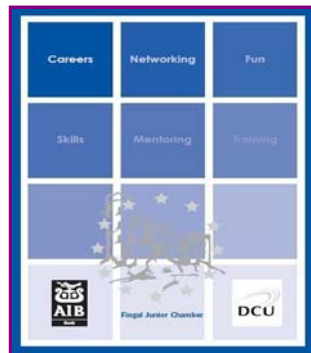 Careers
Networking
Fun
Skills
Mentoring
Training
AIB
Bank
Fingal Junior Chamber
DCU